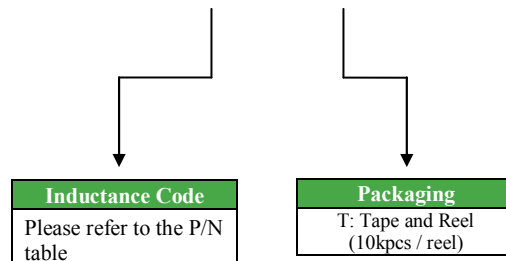 Inductance Code
Please refer to the P/N
table
Packaging
T: Tape and Reel
(10kpcs / reel)